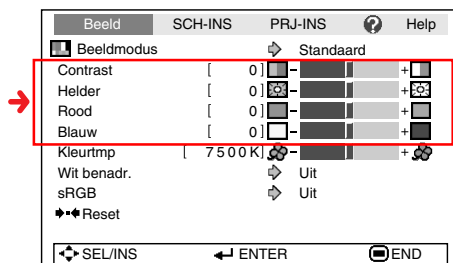 Beeld SCH-INS PRJ-INS ? Help
Beeldmodus Standaard
Contrast [ 0] - +
Helder [ 0] - +
Rood [ 0] - +
Blauw [ 0] - +
Kleurtmp [ 7500K] - +
Wit benadr. Uit
sRGB Uit
Reset
SEL/INS ENTER END